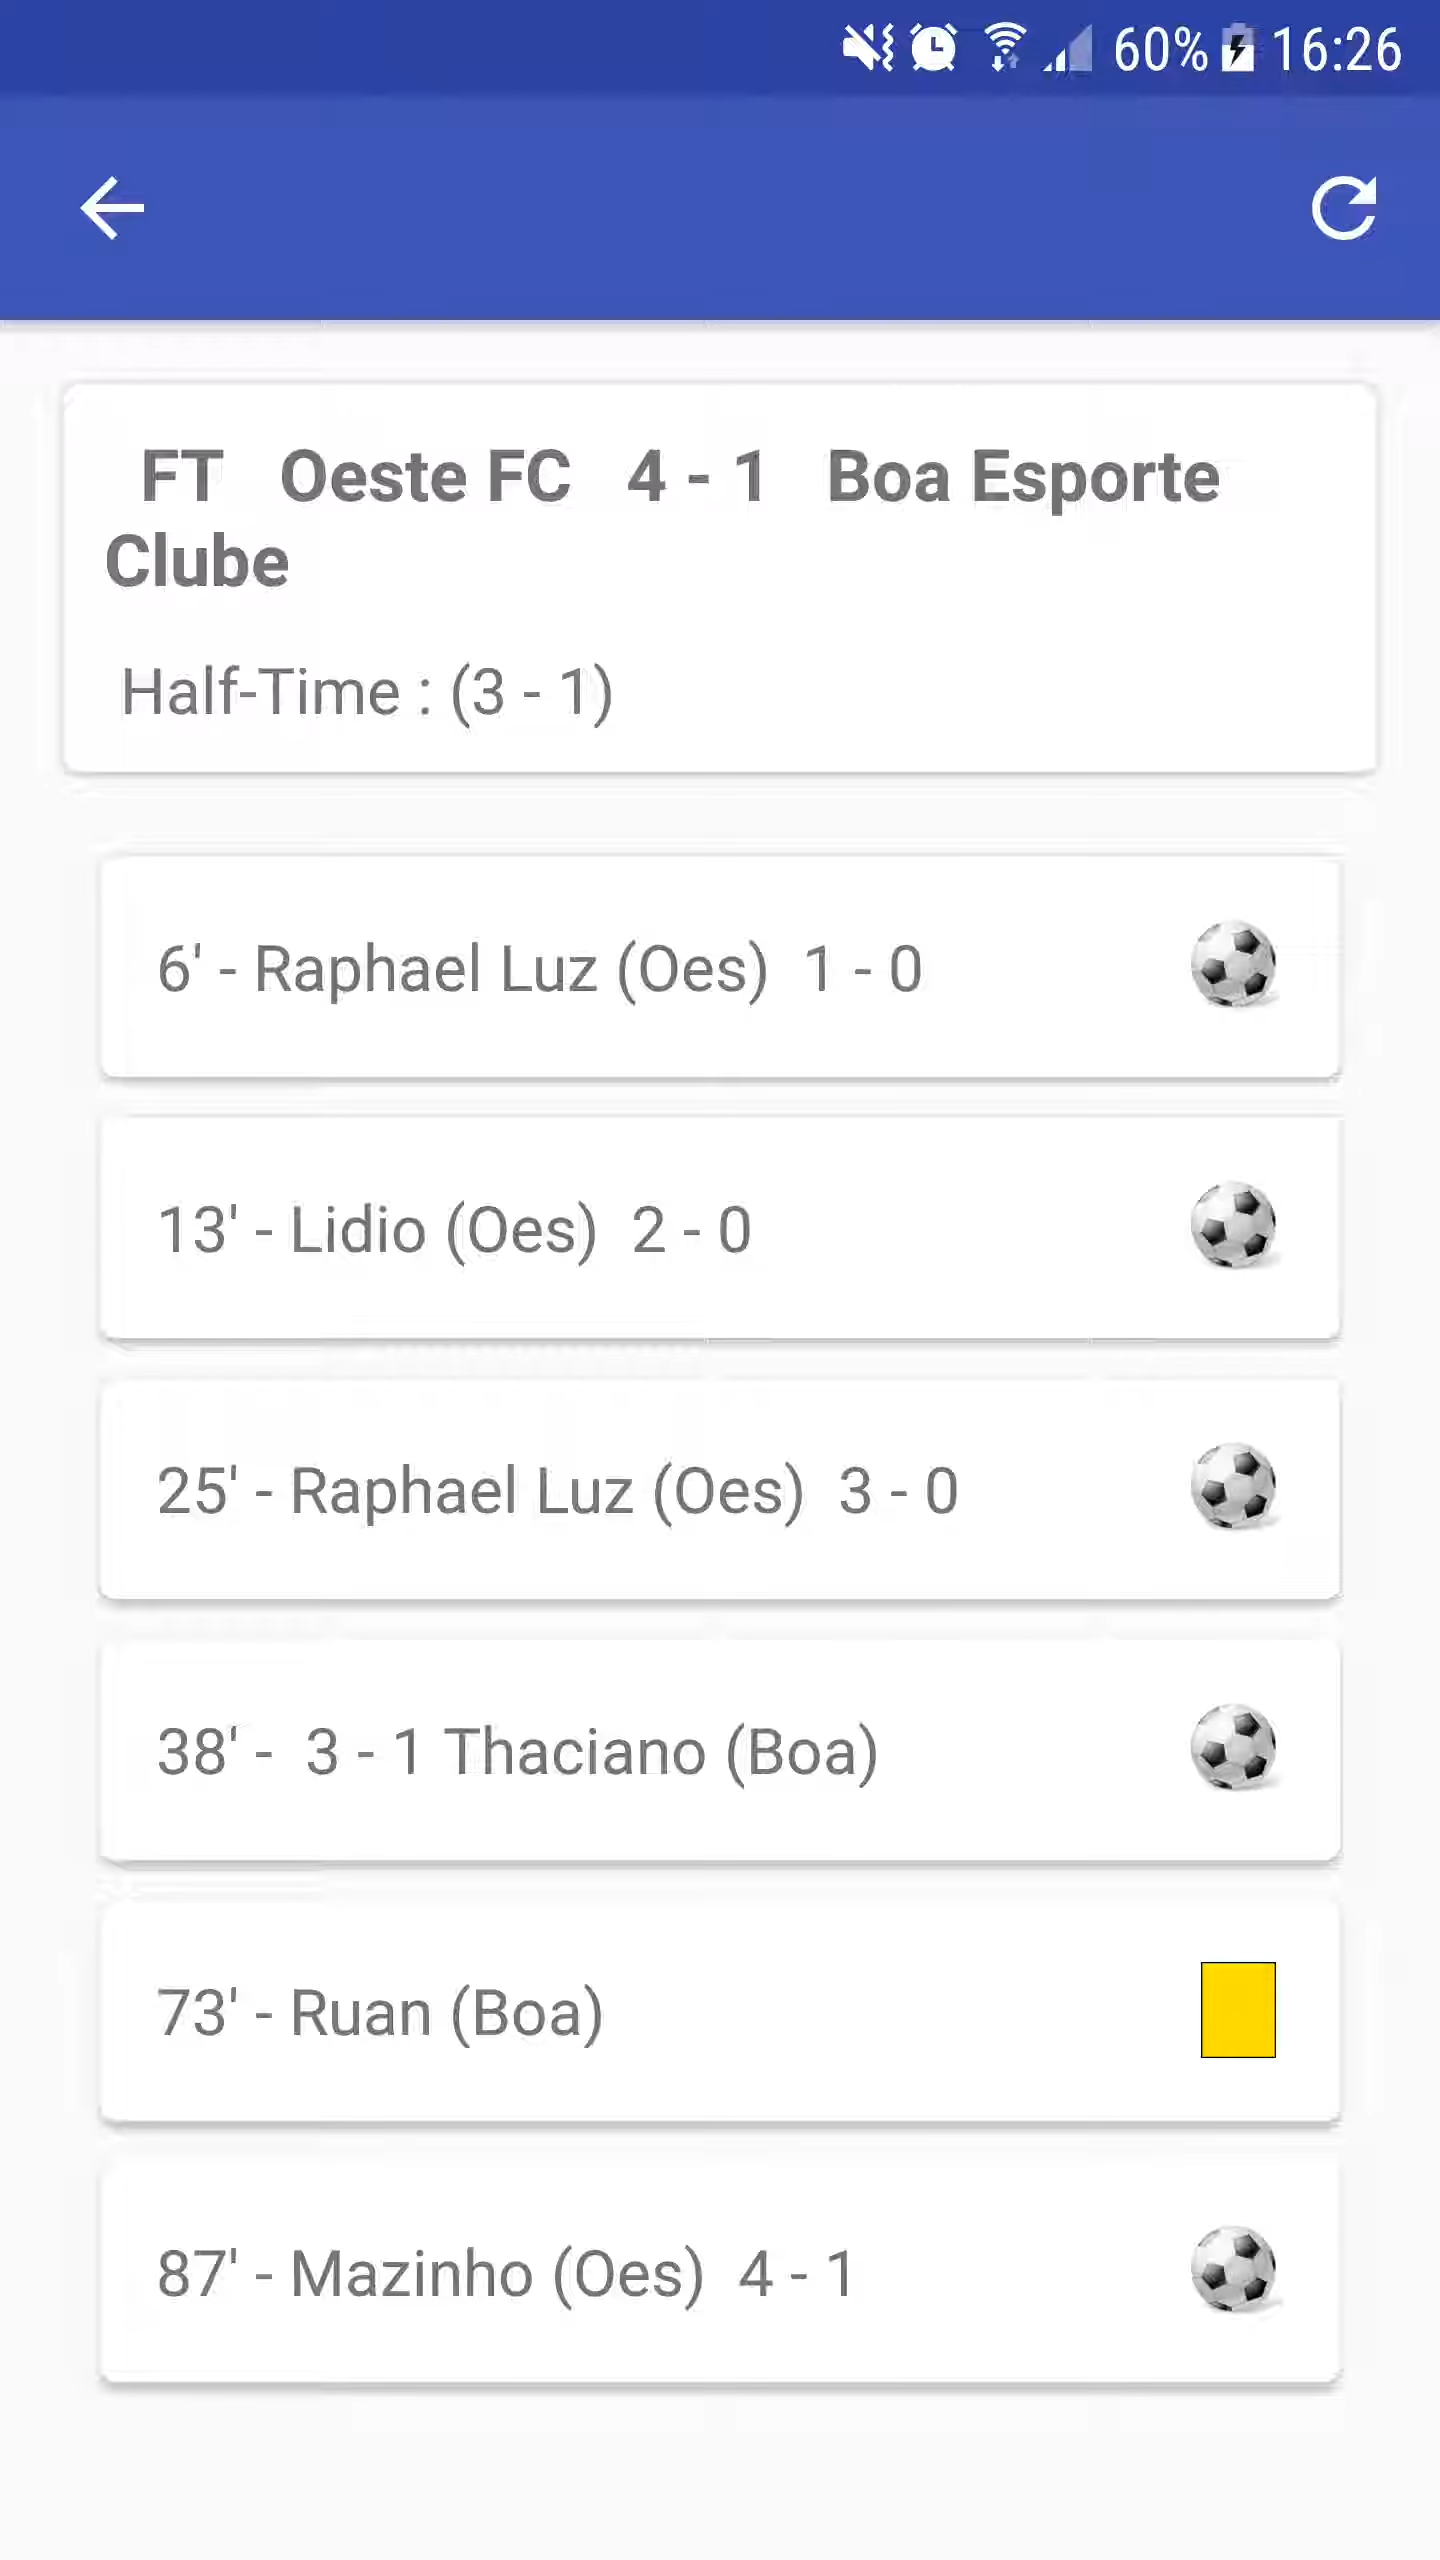 60% 16:26
FT Oeste FC 4 - 1 Boa Esporte
Clube
Half-Time : (3 - 1)
6' - Raphael Luz (Oes) 1 - 0
13' - Lidio (Oes) 2 - 0
25' - Raphael Luz (Oes) 3 - 0
38' - 3 - 1 Thaciano (Boa)
73' - Ruan (Boa)
87' - Mazinho (Oes) 4 - 1